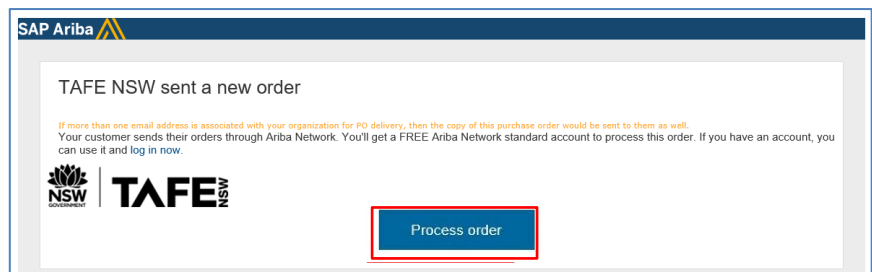 SAP Ariba
TAFE NSW sent a new order
If more than one email address is associated with your organization for PO delivery, then the copy of this purchase order would be sent to them as well.
Your customer sends their orders through Ariba Network. You'll get a FREE Ariba Network standard account to process this order. If you have an account, you
can use it and log in now.
NSW
GOVERNMENT
TAFE NSW
Process order